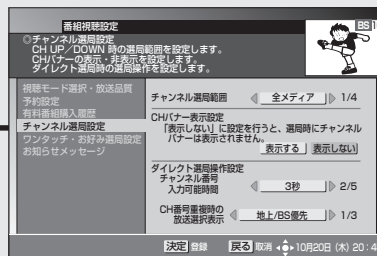 番組視聴設定
BS
◎チャンネル選局設定
CH UP／DOWN 時の選局範囲を設定します。
CHバナーの表示・非表示を設定します。
ダイレクト選局時の選局操作を設定します。
視聴モード選択・放送品質
予約設定
有料番組購入履歴
チャンネル選局設定
ワンタッチ・お好み選局設定
お知らせメッセージ
チャンネル選局範囲 全メディア 1/4
CHバナー表示設定
「表示しない」に設定を行うと、選局時にチャンネル
バナーは表示されません。
表示する 表示しない
ダイレクト選局操作設定
チャンネル番号
入力可能時間 3秒 2/5
CH番号重複時の
放送選択表示 地上/BS優先 1/3
決定 登録 戻る 取消 10月20日 (木) 20:4